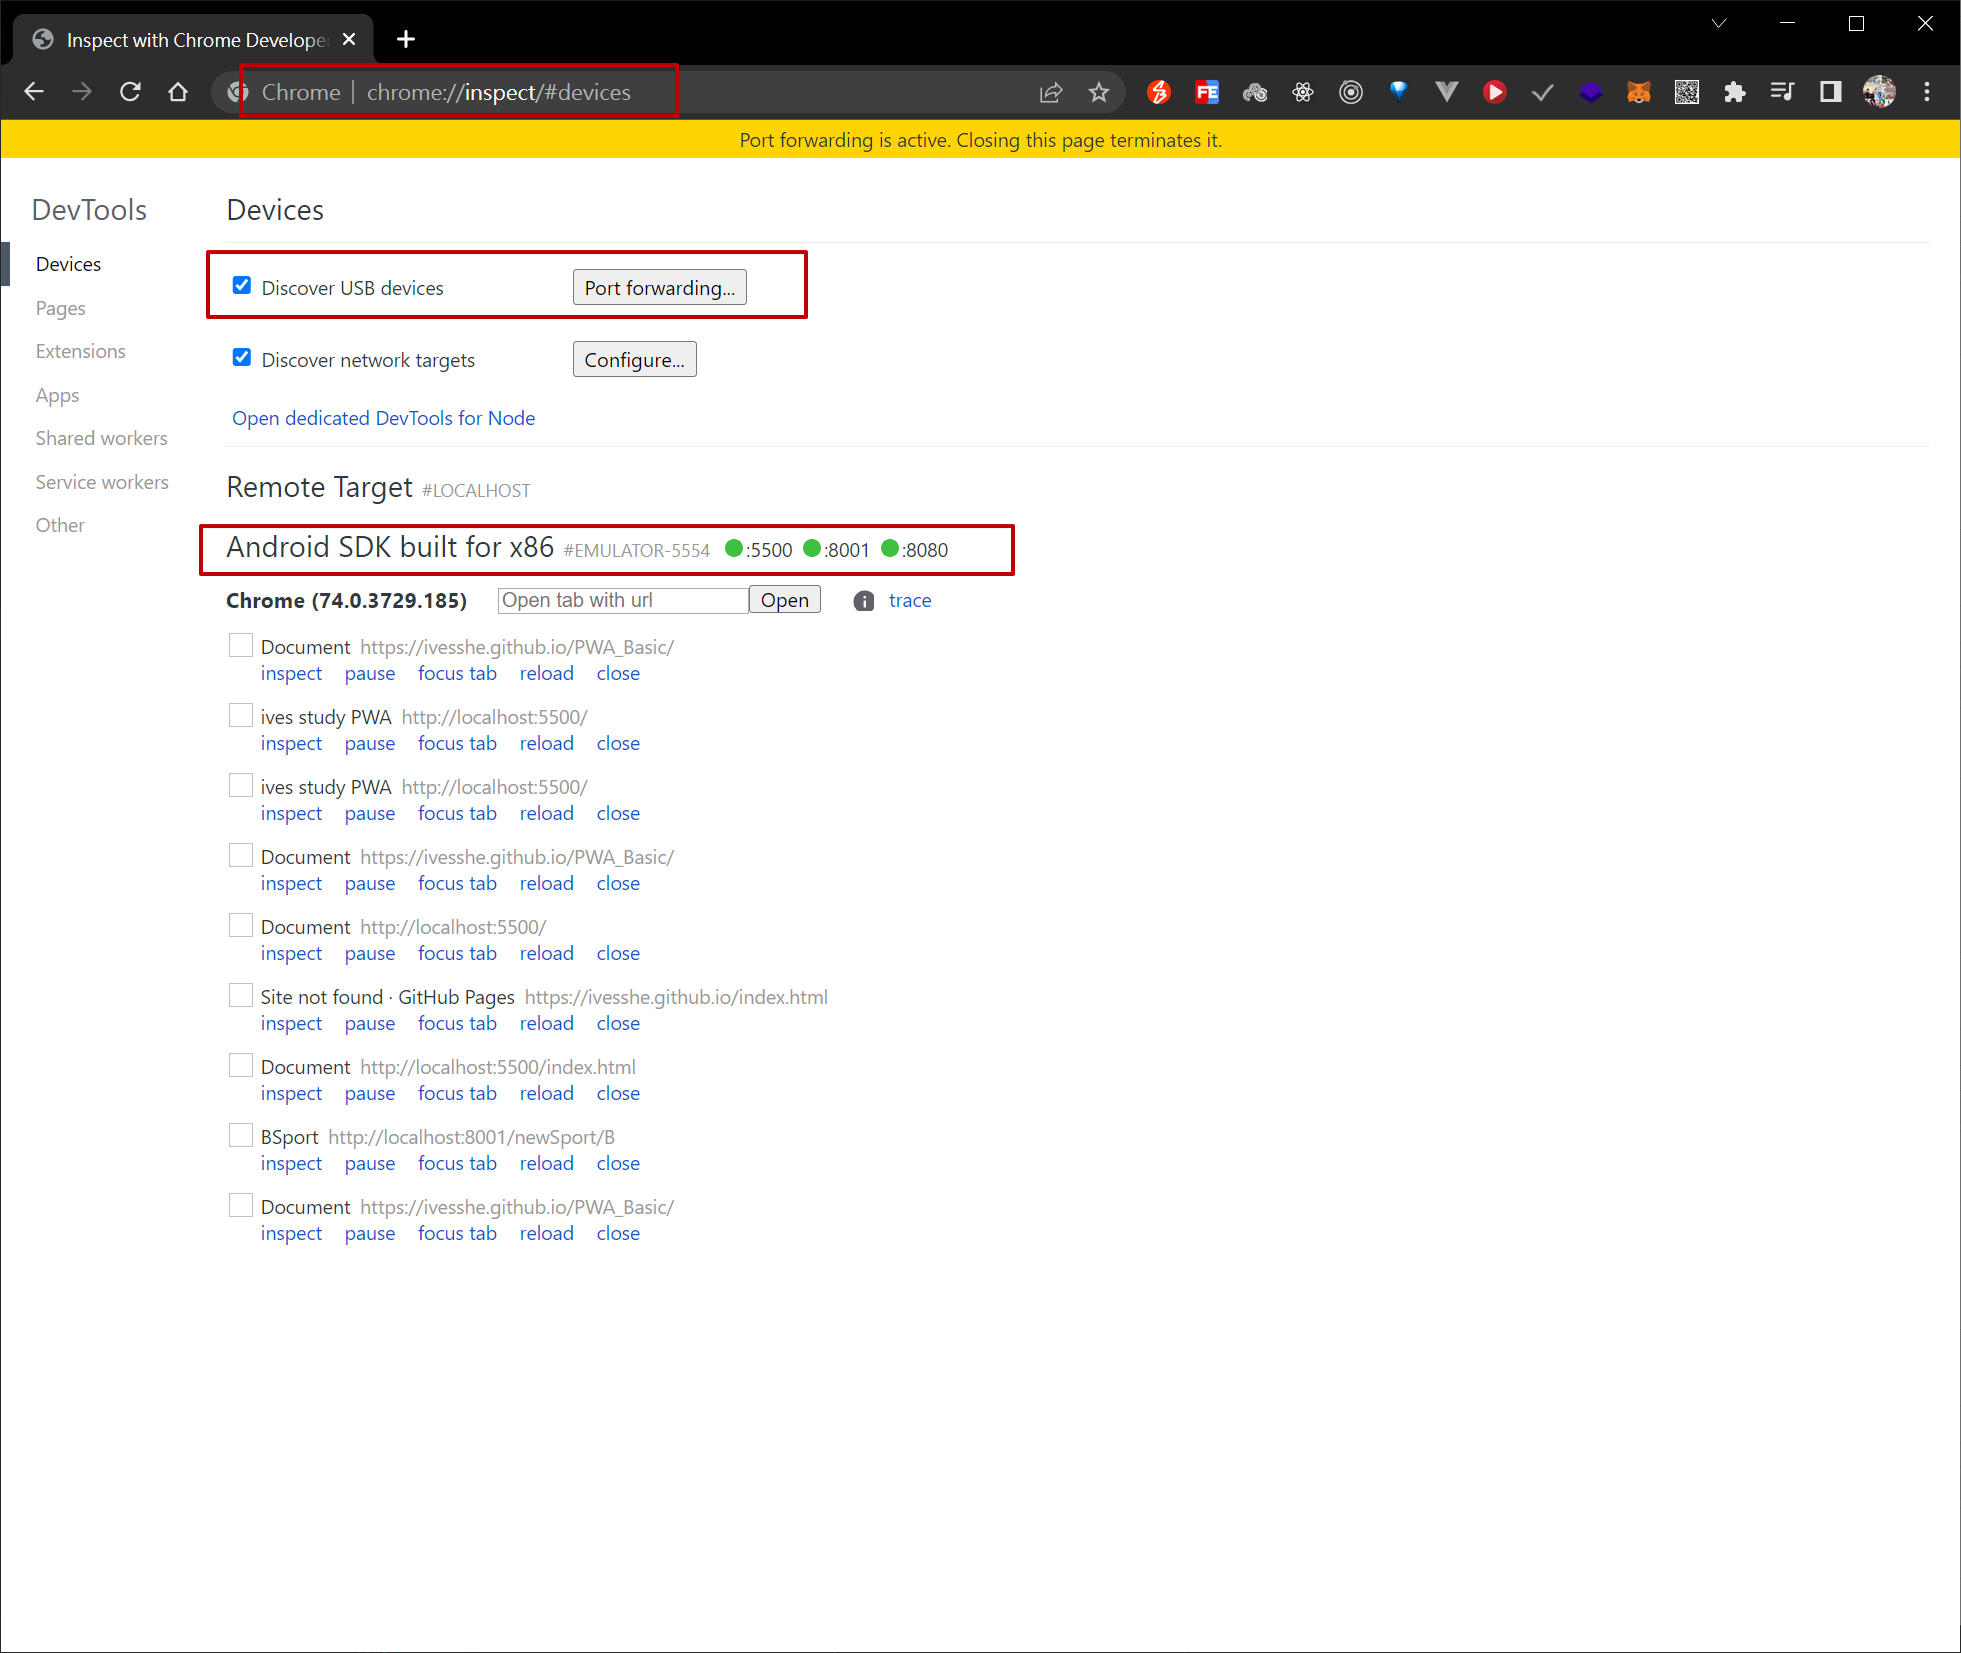 Inspect with Chrome Develope
Chrome | chrome://inspect/#devices
FE
Port forwarding is active. Closing this page terminates it.
DevTools
Devices
Pages
Extensions
Apps
Shared workers
Service workers
Other
Devices
Discover USB devices Port forwarding...
Discover network targets Configure...
Open dedicated DevTools for Node
Remote Target #LOCALHOST
Android SDK built for x86 #EMULATOR-5554 :5500 :8001 :8080
Chrome (74.0.3729.185) Open tab with url Open trace
Document https://ivesshe.github.io/PWA_Basic/
inspect pause focus tab reload close
ives study PWA http://localhost:5500/
inspect pause focus tab reload close
ives study PWA http://localhost:5500/
inspect pause focus tab reload close
Document https://ivesshe.github.io/PWA_Basic/
inspect pause focus tab reload close
Document http://localhost:5500/
inspect pause focus tab reload close
Site not found · GitHub Pages https://ivesshe.github.io/index.html
inspect pause focus tab reload close
Document http://localhost:5500/index.html
inspect pause focus tab reload close
BSport http://localhost:8001/newSport/B
inspect pause focus tab reload close
Document https://ivesshe.github.io/PWA_Basic/
inspect pause focus tab reload close